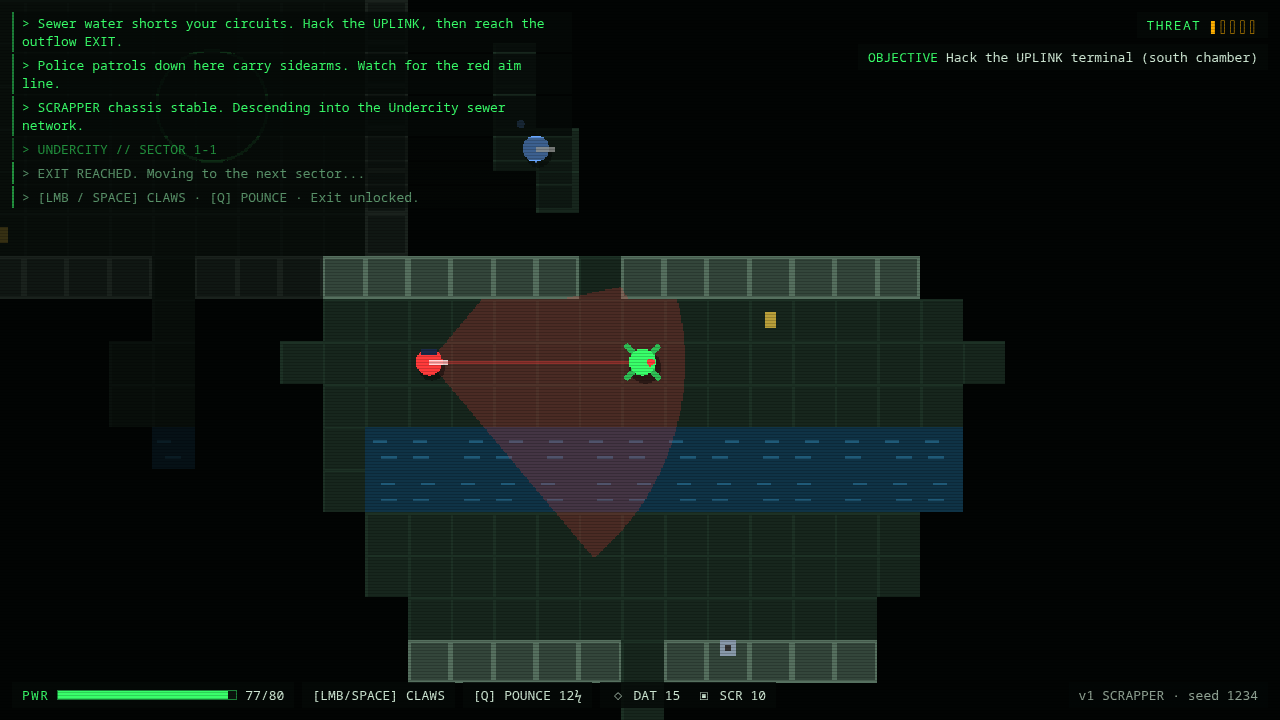 > Sewer water shorts your circuits. Hack the UPLINK, then reach the
outflow EXIT.
> Police patrols down here carry sidearms. Watch for the red aim
line.
> SCRAPPER chassis stable. Descending into the Undercity sewer
network.
> UNDERCITY // SECTOR 1-1
> EXIT REACHED. Moving to the next sector...
> [LMB / SPACE] CLAWS · [Q] POUNCE · Exit unlocked.
THREAT
OBJECTIVE Hack the UPLINK terminal (south chamber)
PWR 77/80
[LMB/SPACE] CLAWS
[Q] POUNCE 12ϟ
◇ DAT 15 ▣ SCR 10
v1 SCRAPPER · seed 1234